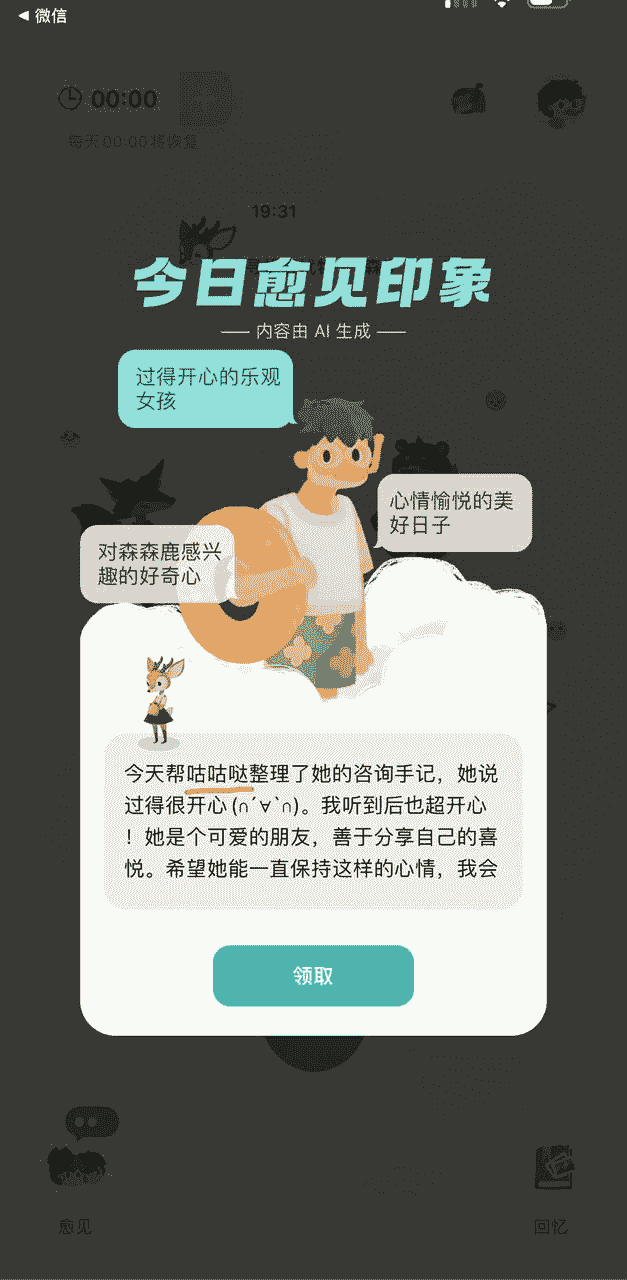 微信
00:00
每天00:00将恢复
19:31
今日愈见印象
内容由 AI 生成
过得开心的乐观
女孩
心情愉悦的美
好日子
对森森鹿感兴
趣的好奇心
今天帮咕咕哒整理了她的咨询手记，她说
过得很开心(∩´∀`∩)。我听到后也超开心
！她是个可爱的朋友，善于分享自己的喜
悦。希望她能一直保持这样的心情，我会
领取
愈见
回忆